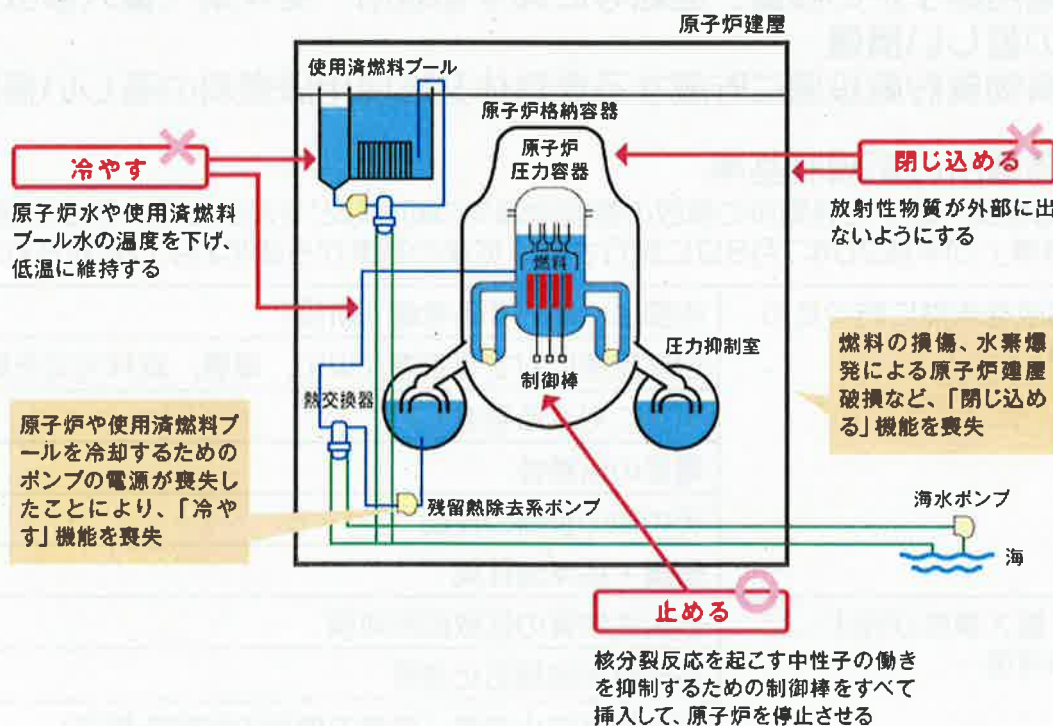 原子炉建屋
使用済燃料プール
原子炉格納容器
原子炉
圧力容器
冷やす
閉じ込める
原子炉水や使用済燃料
プール水の温度を下げ、
低温に維持する
放射性物質が外部に出
ないようにする
燃料
圧力抑制室
制御棒
熱交換器
燃料の損傷、水素爆
発による原子炉建屋
破損など、「閉じ込め
る」機能を喪失
原子炉や使用済燃料プ
ールを冷却するための
ポンプの電源が喪失し
たことにより、「冷や
す」機能を喪失
残留熱除去系ポンプ
海水ポンプ
海
止める
核分裂反応を起こす中性子の働き
を抑制するための制御棒をすべて
挿入して、原子炉を停止させる